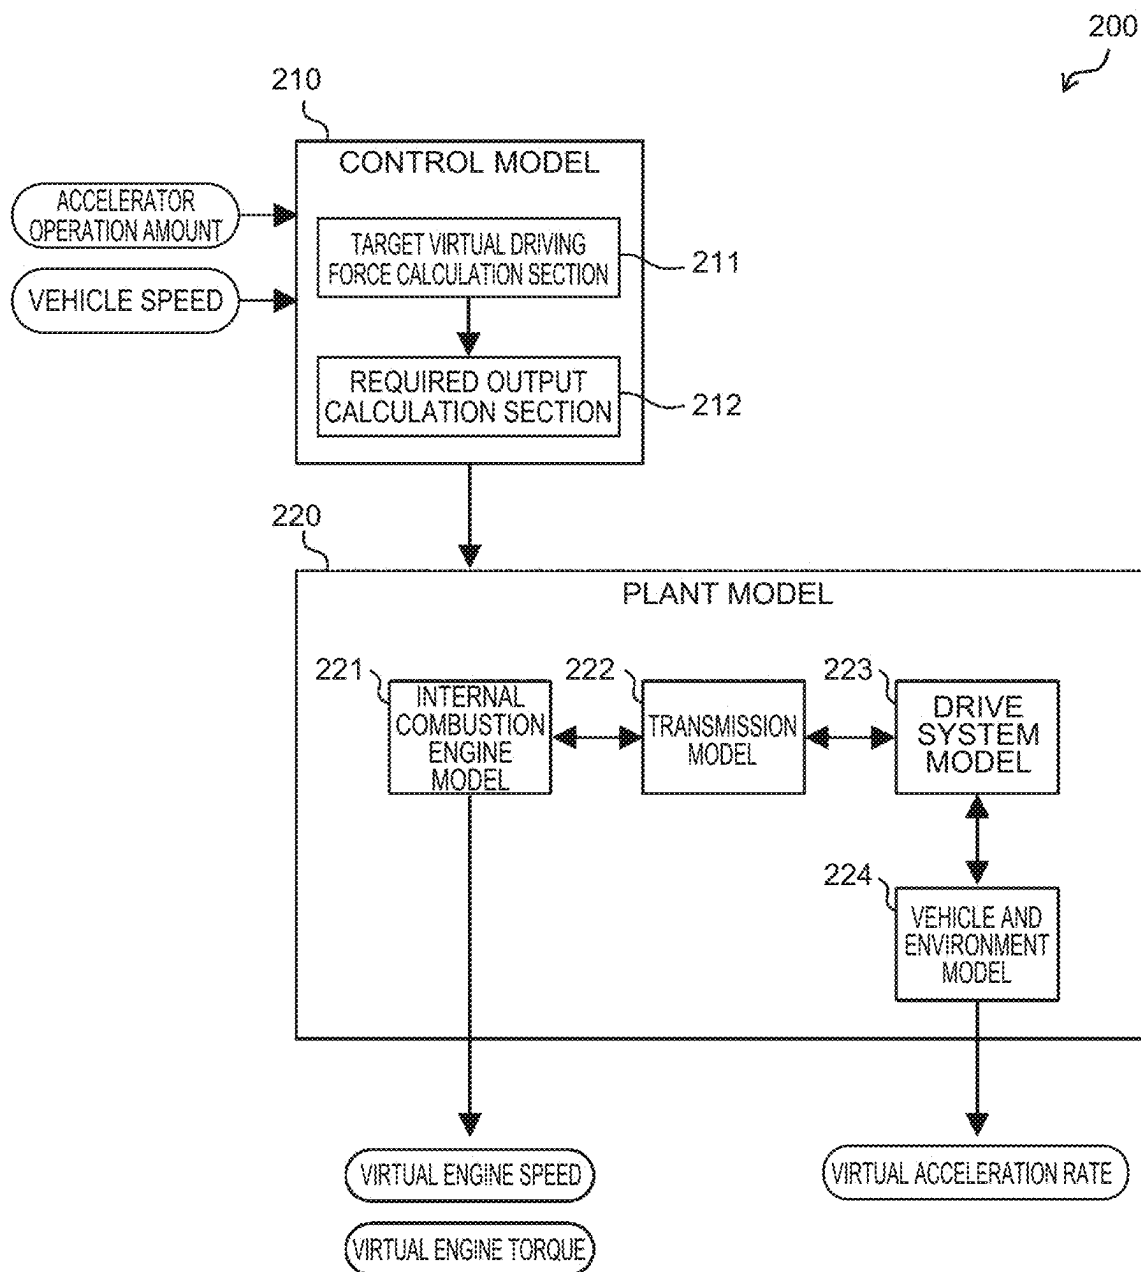 200
210
CONTROL MODEL
ACCELERATOR
OPERATION AMOUNT
VEHICLE SPEED
TARGET VIRTUAL DRIVING
FORCE CALCULATION SECTION
211
REQUIRED OUTPUT
CALCULATION SECTION
212
220
PLANT MODEL
221
INTERNAL
COMBUSTION
ENGINE
MODEL
222
TRANSMISSION
MODEL
223
DRIVE
SYSTEM
MODEL
224
VEHICLE AND
ENVIRONMENT
MODEL
VIRTUAL ENGINE SPEED
VIRTUAL ACCELERATION RATE
VIRTUAL ENGINE TORQUE